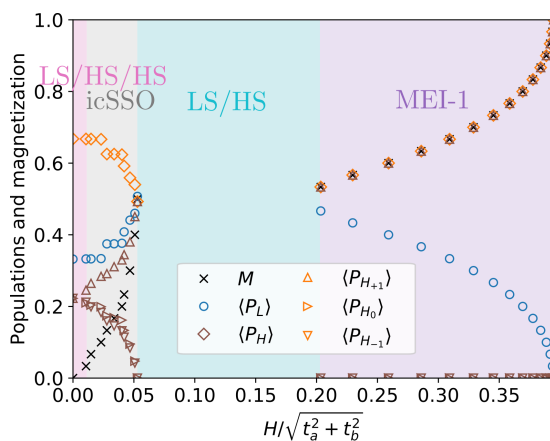 1.0
0.8
0.6
0.4
0.2
0.0
Populations and magnetization
LS/HS/HS
icSSO
LS/HS
MEI-1
M
⟨P_L⟩
⟨P_H⟩
⟨P_{H_{+1}}⟩
⟨P_{H_0}⟩
⟨P_{H_{−1}}⟩
0.00 0.05 0.10 0.15 0.20 0.25 0.30 0.35
H/√(t_a^2 + t_b^2)